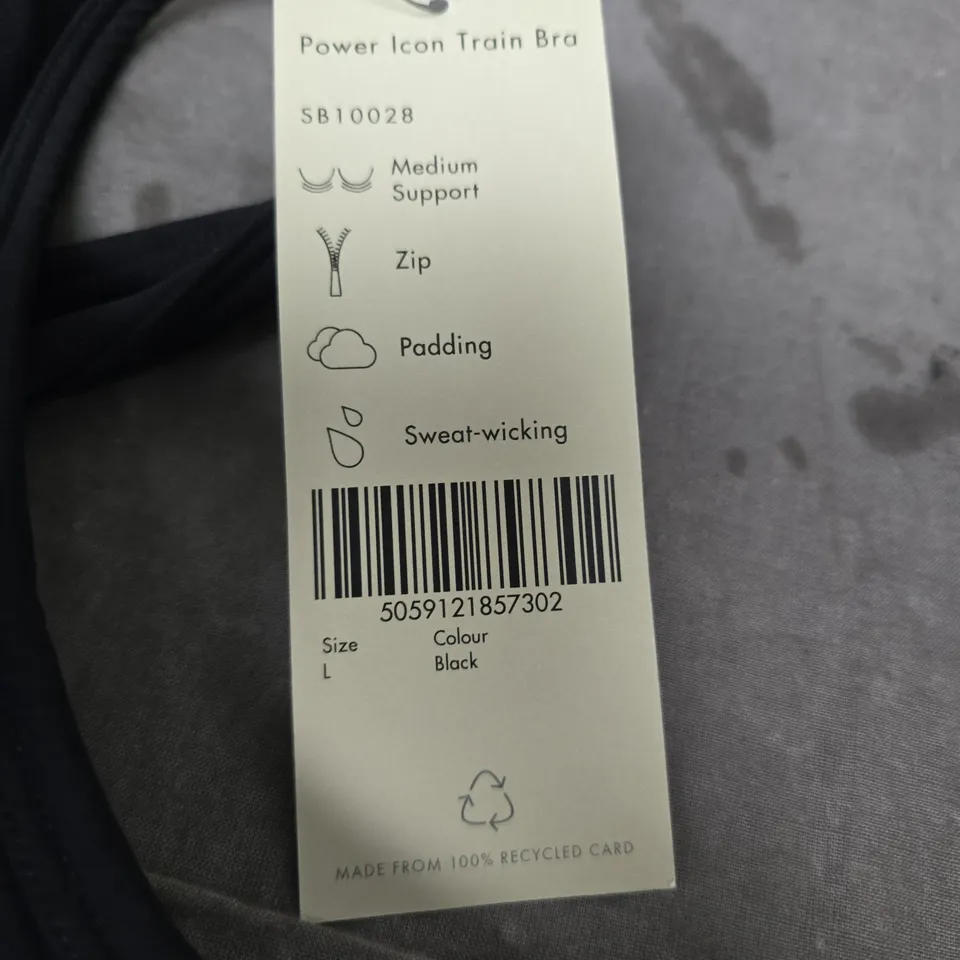 Power Icon Train Bra
SB10028
Medium
Support
Zip
Padding
Sweat-wicking
5059121857302
Size
Colour
L
Black
MADE FROM 100% RECYCLED CARD